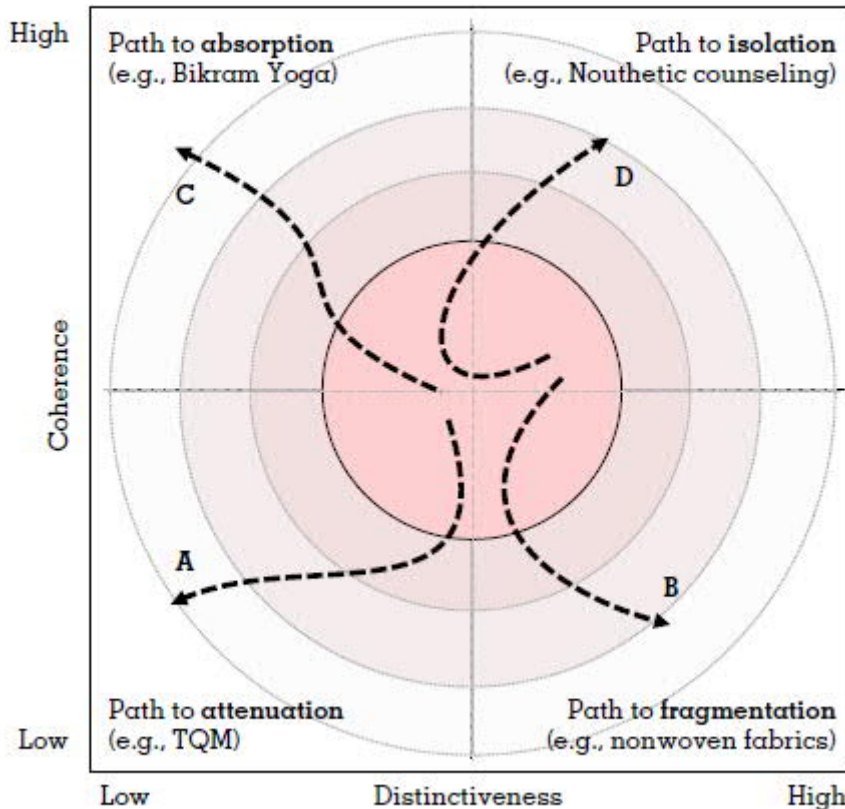 High
Path to absorption
(e.g., Bikram Yoga)
Path to isolation
(e.g., Nouthetic counseling)
C
D
Coherence
A
B
Path to attenuation
(e.g., TQM)
Path to fragmentation
(e.g., nonwoven fabrics)
Low
Low
Distinctiveness
High